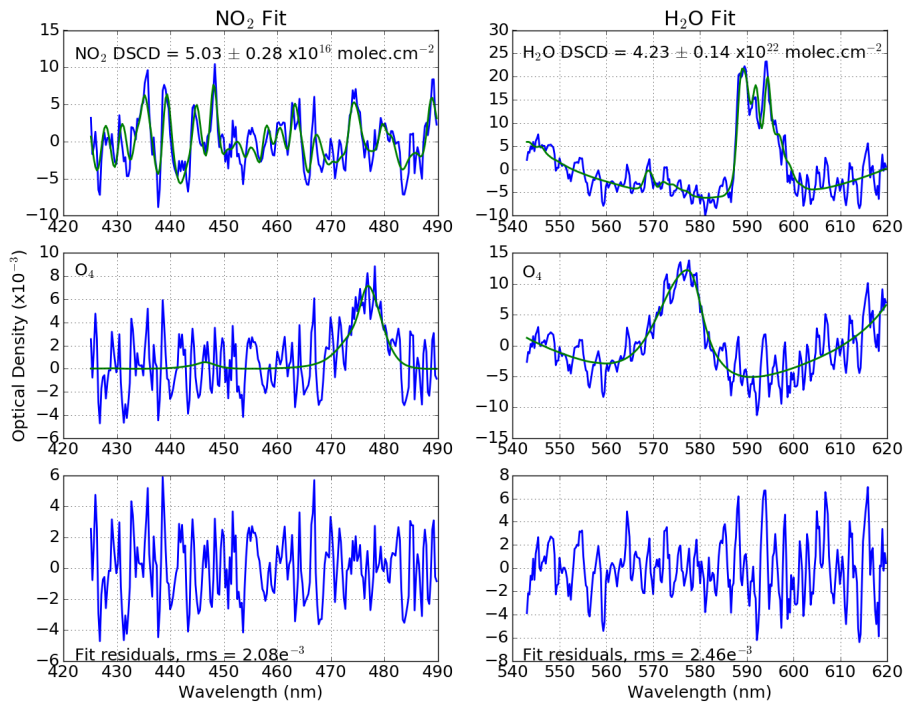 NO₂ Fit
NO₂ DSCD = 5.03 ± 0.28 x10¹⁶ molec.cm⁻²
15
10
5
0
−5
−10
420 430 440 450 460 470 480 490
H₂O Fit
H₂O DSCD = 4.23 ± 0.14 x10²² molec.cm⁻²
30
25
20
15
10
5
0
−5
−10
540 550 560 570 580 590 600 610 620
Optical Density (x10⁻³)
O₄
10
8
6
4
2
0
−2
−4
−6
420 430 440 450 460 470 480 490
O₄
15
10
5
0
−5
−10
−15
540 550 560 570 580 590 600 610 620
6
4
2
0
−2
−4
−6
Fit residuals, rms = 2.08e⁻³
420 430 440 450 460 470 480 490
Wavelength (nm)
8
6
4
2
0
−2
−4
−6
−8
Fit residuals, rms = 2.46e⁻³
540 550 560 570 580 590 600 610 620
Wavelength (nm)